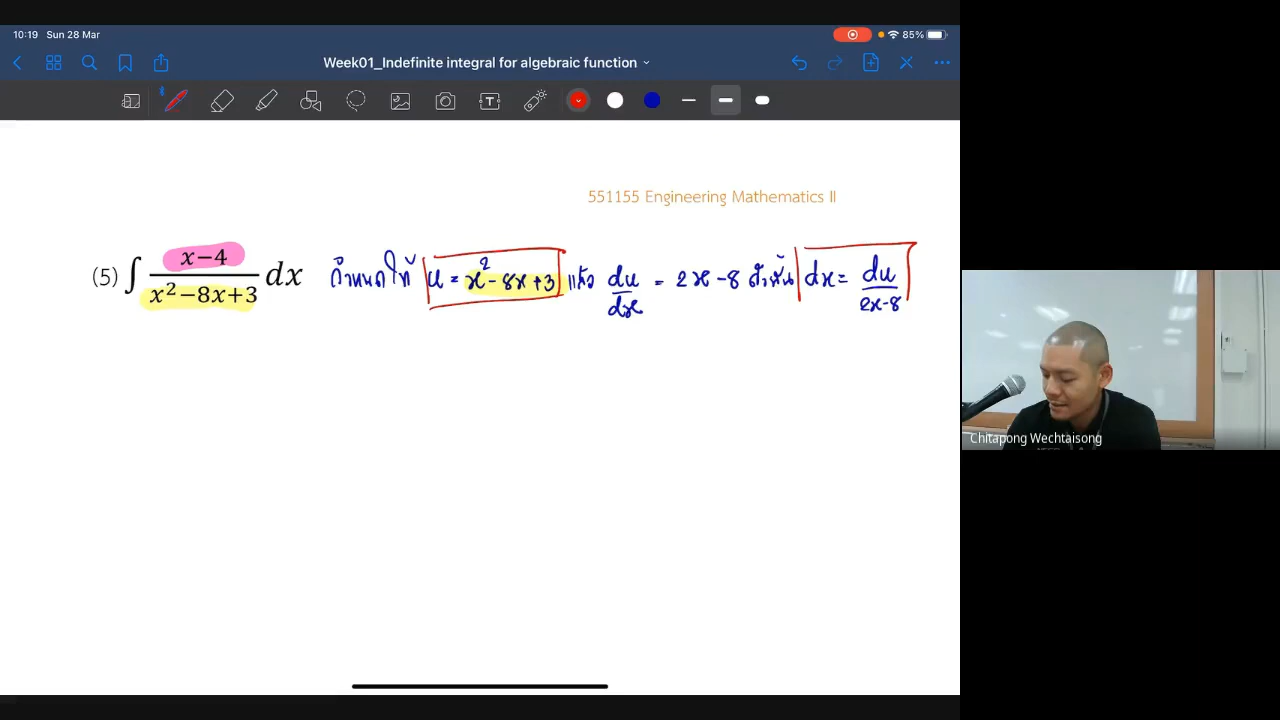 10:19 Sun 28 Mar
85%
Week01_Indefinite integral for algebraic function
551155 Engineering Mathematics II
(5) ∫ (x−4)/(x²−8x+3) dx กำหนดให้ u = x² - 8x + 3 แล้ว du/dx = 2x - 8 ดังนั้น dx = du/(2x-8)
Chitapong Wechtaisong